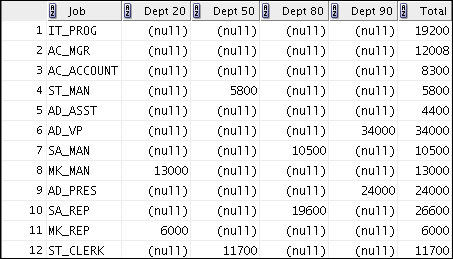 Job Dept 20 Dept 50 Dept 80 Dept 90 Total
1 IT_PROG (null) (null) (null) (null) 19200
2 AC_MGR (null) (null) (null) (null) 12008
3 AC_ACCOUNT (null) (null) (null) (null) 8300
4 ST_MAN (null) 5800 (null) (null) 5800
5 AD_ASST (null) (null) (null) (null) 4400
6 AD_VP (null) (null) (null) 34000 34000
7 SA_MAN (null) (null) 10500 (null) 10500
8 MK_MAN 13000 (null) (null) (null) 13000
9 AD_PRES (null) (null) (null) 24000 24000
10 SA_REP (null) (null) 19600 (null) 26600
11 MK_REP 6000 (null) (null) (null) 6000
12 ST_CLERK (null) 11700 (null) (null) 11700